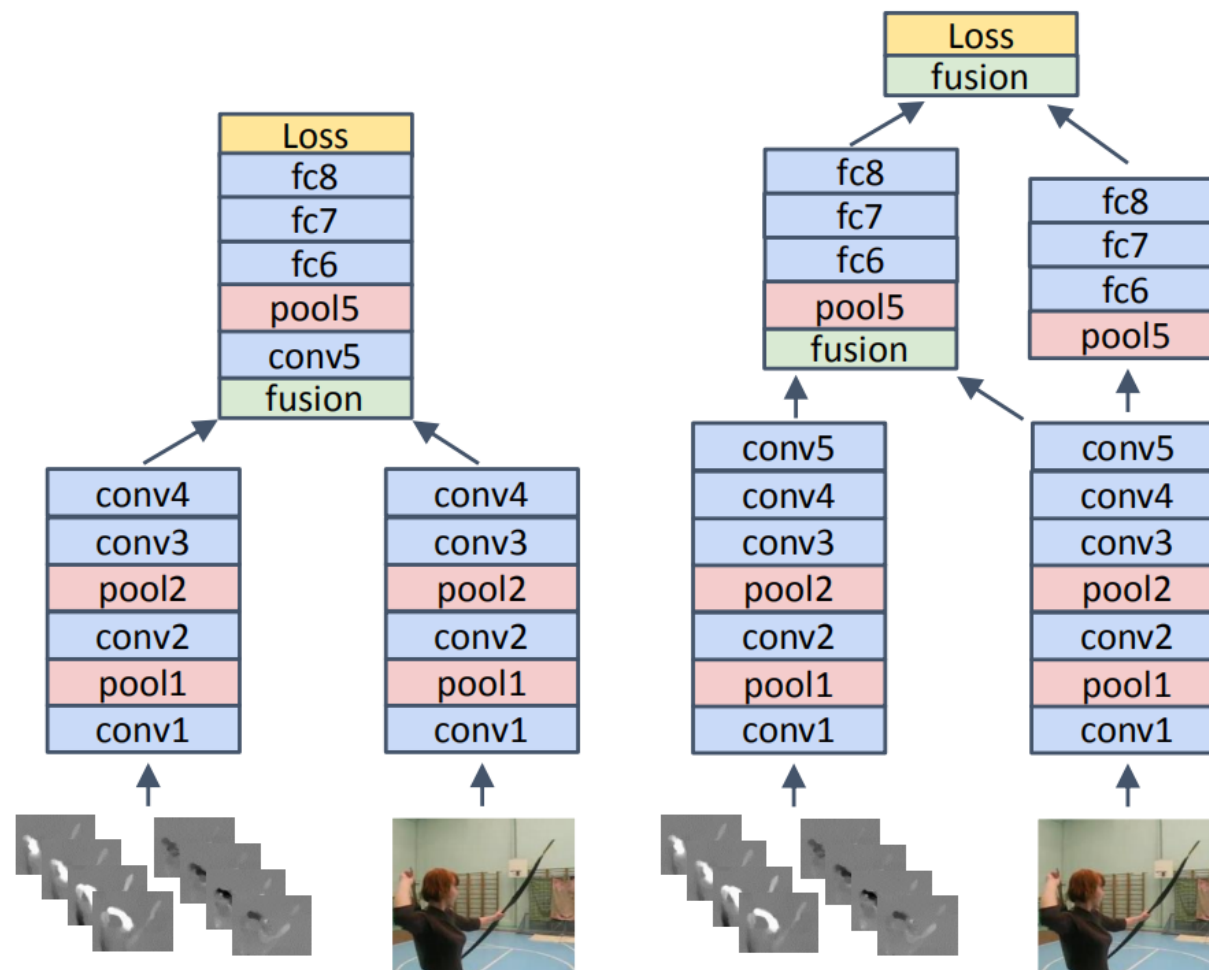 Loss
fc8
fc7
fc6
pool5
conv5
fusion
conv4
conv3
pool2
conv2
pool1
conv1
conv4
conv3
pool2
conv2
pool1
conv1
Loss
fusion
fc8
fc7
fc6
pool5
fusion
fc8
fc7
fc6
pool5
conv5
conv4
conv3
pool2
conv2
pool1
conv1
conv5
conv4
conv3
pool2
conv2
pool1
conv1